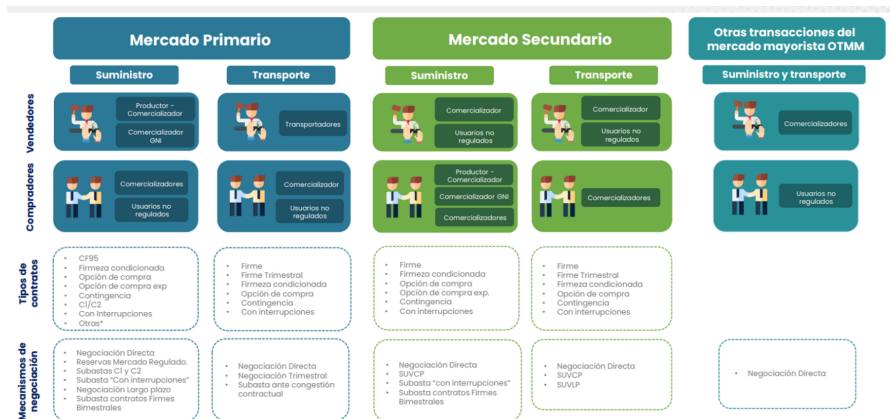 Mercado Primario
Mercado Secundario
Otras transacciones del
mercado mayorista OTMM
Suministro
Transporte
Suministro
Transporte
Suministro y transporte
Vendedores
Productor -
Comercializador
Comercializador
GNI
Transportadores
Comercializador
Usuarios no
regulados
Comercializador
Usuarios no
regulados
Comercializadores
Compradores
Comercializadores
Usuarios no
regulados
Comercializador
Usuarios no
regulados
Productor -
Comercializador
Comercializador GNI
Comercializadores
Comercializadores
Usuarios no
regulados
Tipos de
contratos
• CF95
• Firmeza condicionada
• Opción de compra
• Opción de compra exp
• Contingencia
• C1/C2
• Con Interrupciones
• Otras*
• Firme
• Firme Trimestral
• Firmeza condicionada
• Opción de compra
• Contingencia
• Con interrupciones
• Firme
• Firmeza condicionada
• Opción de compra
• Opción de compra exp.
• Contingencia
• Con interrupciones
• Firme
• Firme Trimestral
• Firmeza condicionada
• Opción de compra
• Contingencia
• Con interrupciones
Mecanismos de
negociación
• Negociación Directa
• Reservas Mercado Regulado.
• Subastas C1 y C2
• Subasta “Con interrupciones”
• Negociación Largo plazo
• Subasta contratos Firmes
Bimestrales
• Negociación Directa
• Negociación Trimestral
• Subasta ante congestión
contractual
• Negociación Directa
• SUVCP
• Subasta “con interrupciones”
• Subasta contratos Firmes
Bimestrales
• Negociación Directa
• SUVCP
• SUVLP
• Negociación Directa